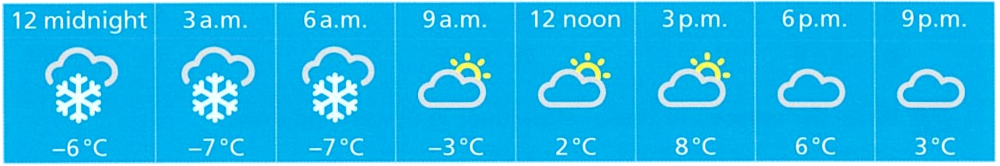 12 midnight 3 a.m. 6 a.m. 9 a.m. 12 noon 3 p.m. 6 p.m. 9 p.m.
–6 °C –7 °C –7 °C –3 °C 2 °C 8 °C 6 °C 3 °C